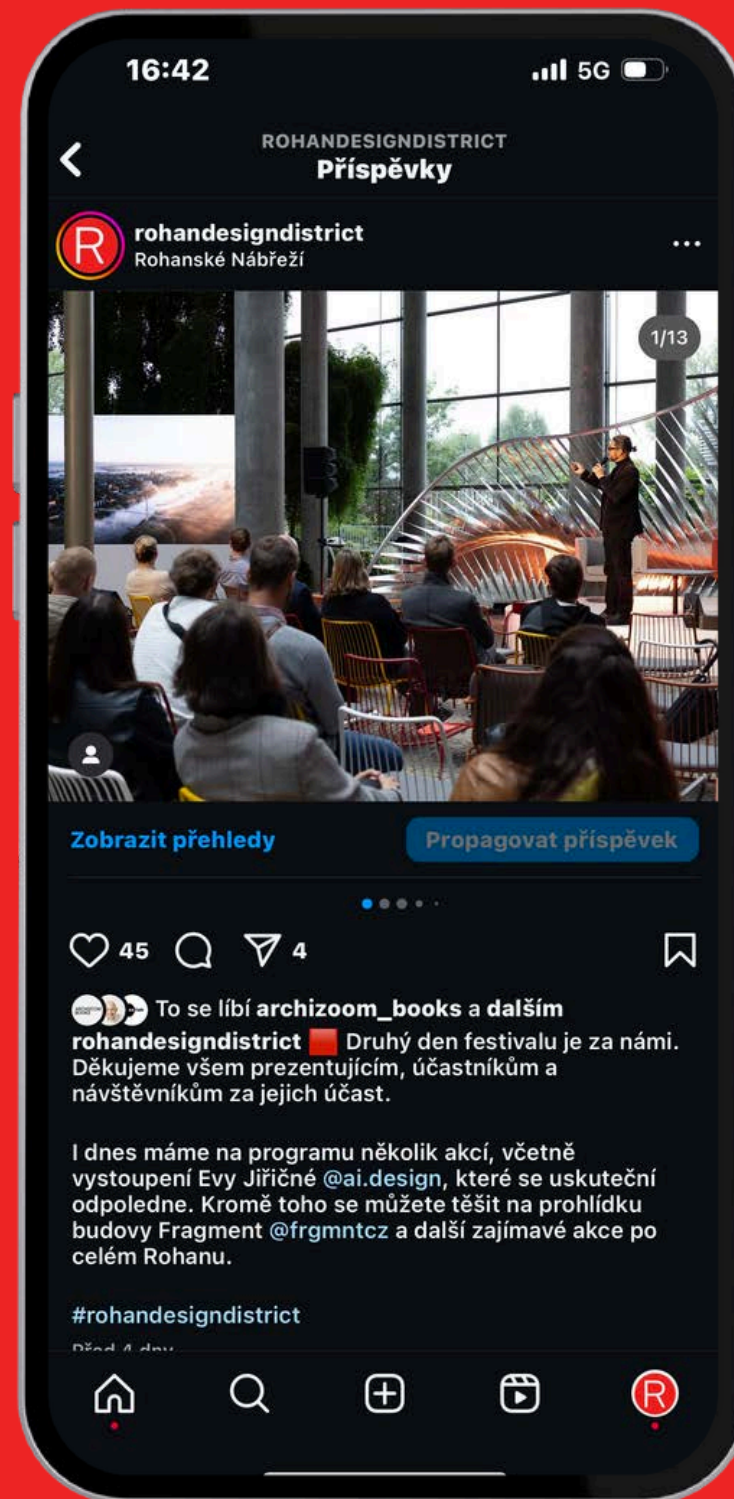 16:42
5G
ROHANDESIGNDISTRICT
Příspěvky
R
rohandesigndistrict
Rohanské Nábřeží
1/13
Zobrazit přehledy
Propagovat příspěvek
45
4
To se líbí archizoom_books a dalším
rohandesigndistrict 🟥 Druhý den festivalu je za námi.
Děkujeme všem prezentujícím, účastníkům a
návštěvníkům za jejich účast.
I dnes máme na programu několik akcí, včetně
vystoupení Evy Jiřičné @ai.design, které se uskuteční
odpoledne. Kromě toho se můžete těšit na prohlídku
budovy Fragment @frgmntcz a další zajímavé akce po
celém Rohanu.
#rohandesigndistrict
Před 4 dny
R